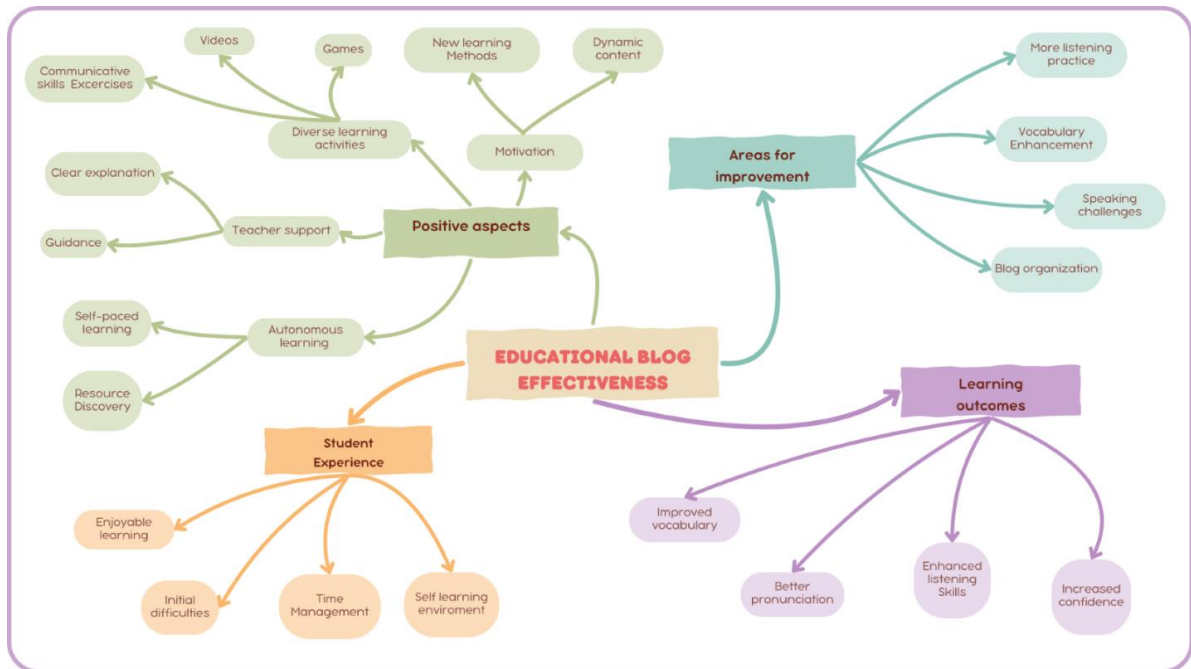 Videos
Games
Communicative
skills Excercises
Diverse learning
activities
New learning
Methods
Dynamic
content
Motivation
Clear explanation
Guidance
Teacher support
Positive aspects
Self-paced
learning
Resource
Discovery
Autonomous
learning
Areas for
improvement
More listening
practice
Vocabulary
Enhancement
Speaking
challenges
Blog organization
EDUCATIONAL BLOG
EFFECTIVENESS
Student
Experience
Enjoyable
learning
Initial
difficulties
Time
Management
Self learning
enviroment
Learning
outcomes
Improved
vocabulary
Better
pronunciation
Enhanced
listening
Skills
Increased
confidence